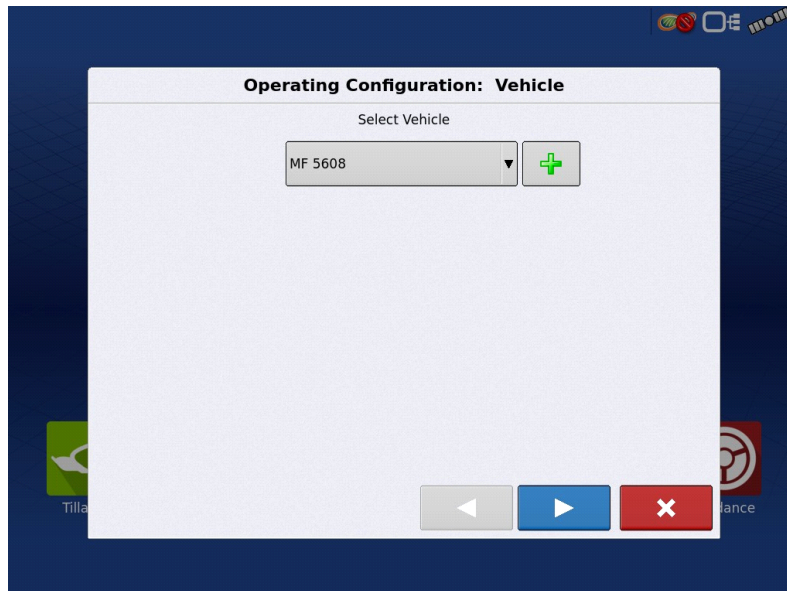 Operating Configuration: Vehicle
Select Vehicle
MF 5608
Tilla
dance